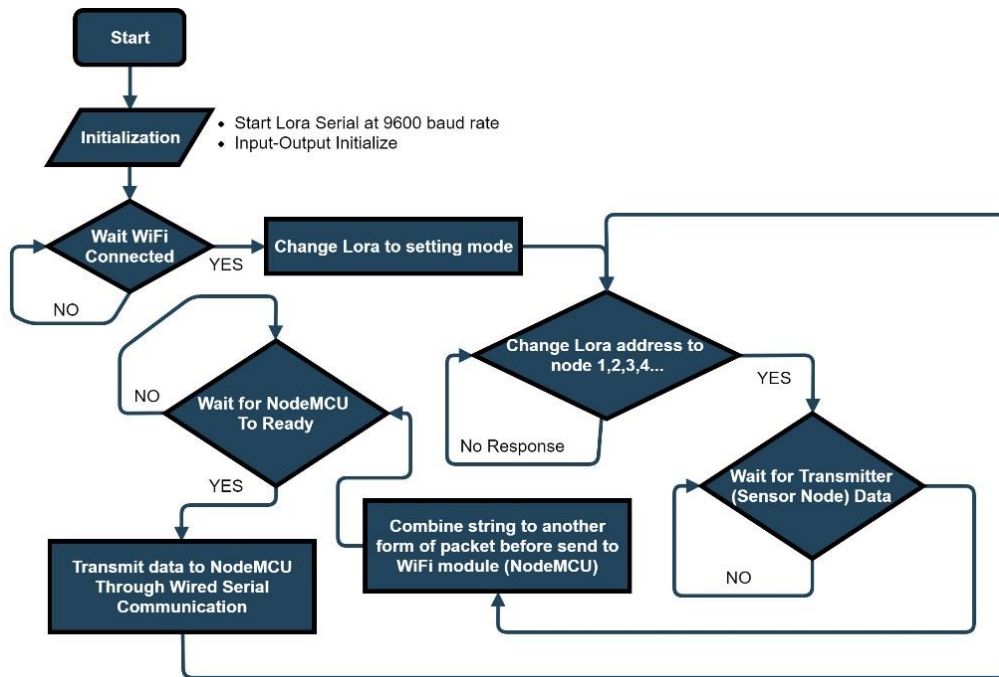 Start
Initialization
• Start Lora Serial at 9600 baud rate
• Input-Output Initialize
Wait WiFi
Connected
YES
NO
Change Lora to setting mode
Change Lora address to
node 1,2,3,4...
YES
No Response
Wait for Transmitter
(Sensor Node) Data
NO
Combine string to another
form of packet before send to
WiFi module (NodeMCU)
Wait for NodeMCU
To Ready
NO
YES
Transmit data to NodeMCU
Through Wired Serial
Communication